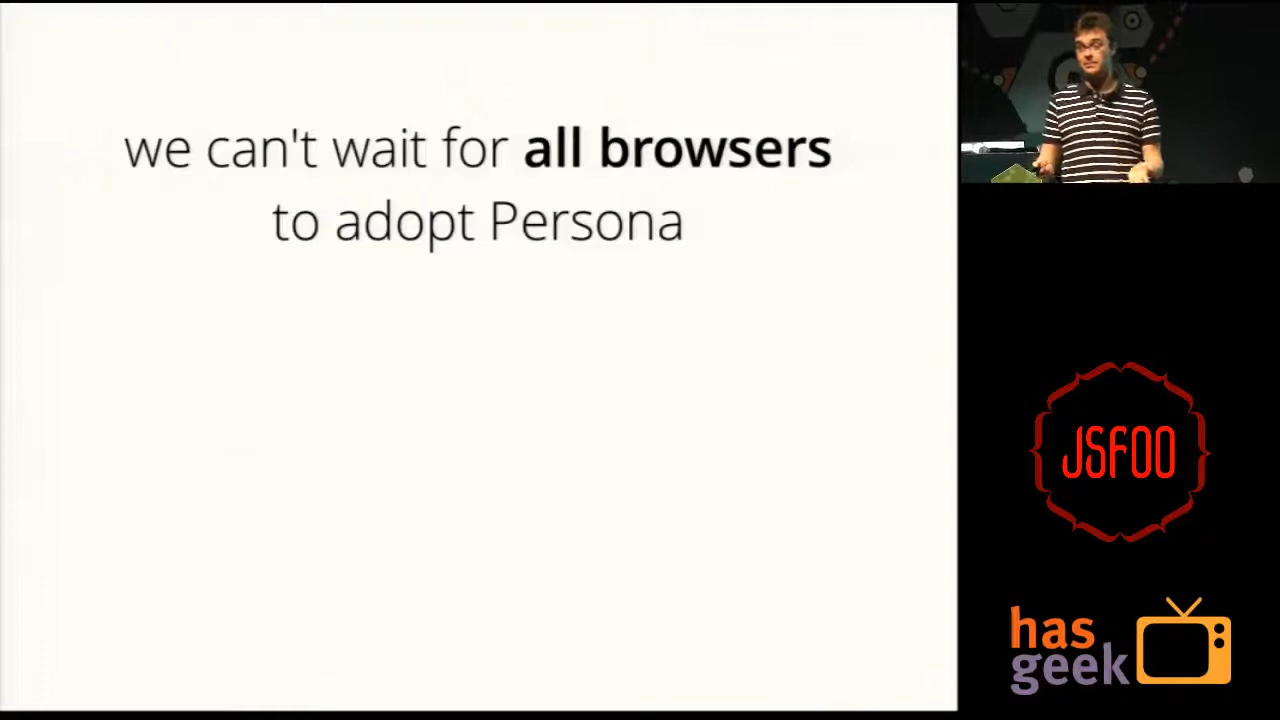 we can't wait for all browsers
to adopt Persona
JSFOO
has
geek